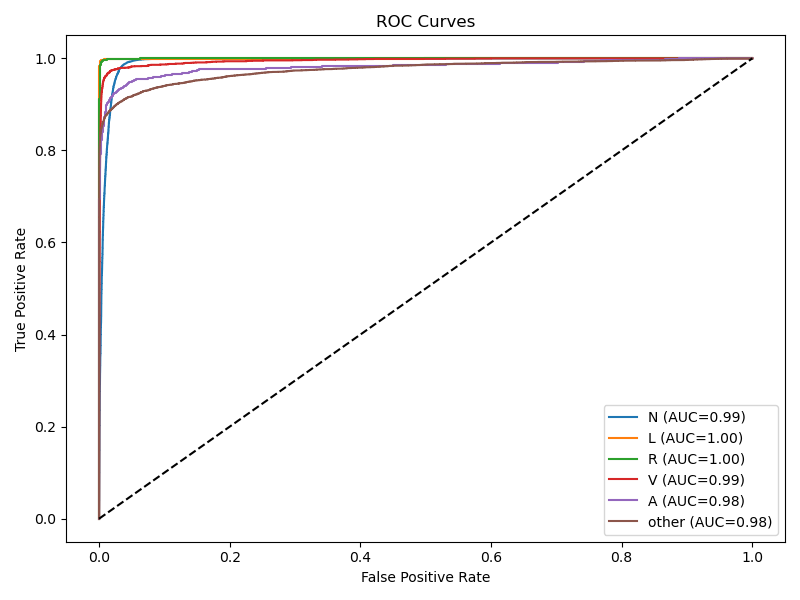 ROC Curves
1.0
0.8
0.6
0.4
0.2
0.0
True Positive Rate
0.0 0.2 0.4 0.6 0.8 1.0
False Positive Rate
N (AUC=0.99)
L (AUC=1.00)
R (AUC=1.00)
V (AUC=0.99)
A (AUC=0.98)
other (AUC=0.98)